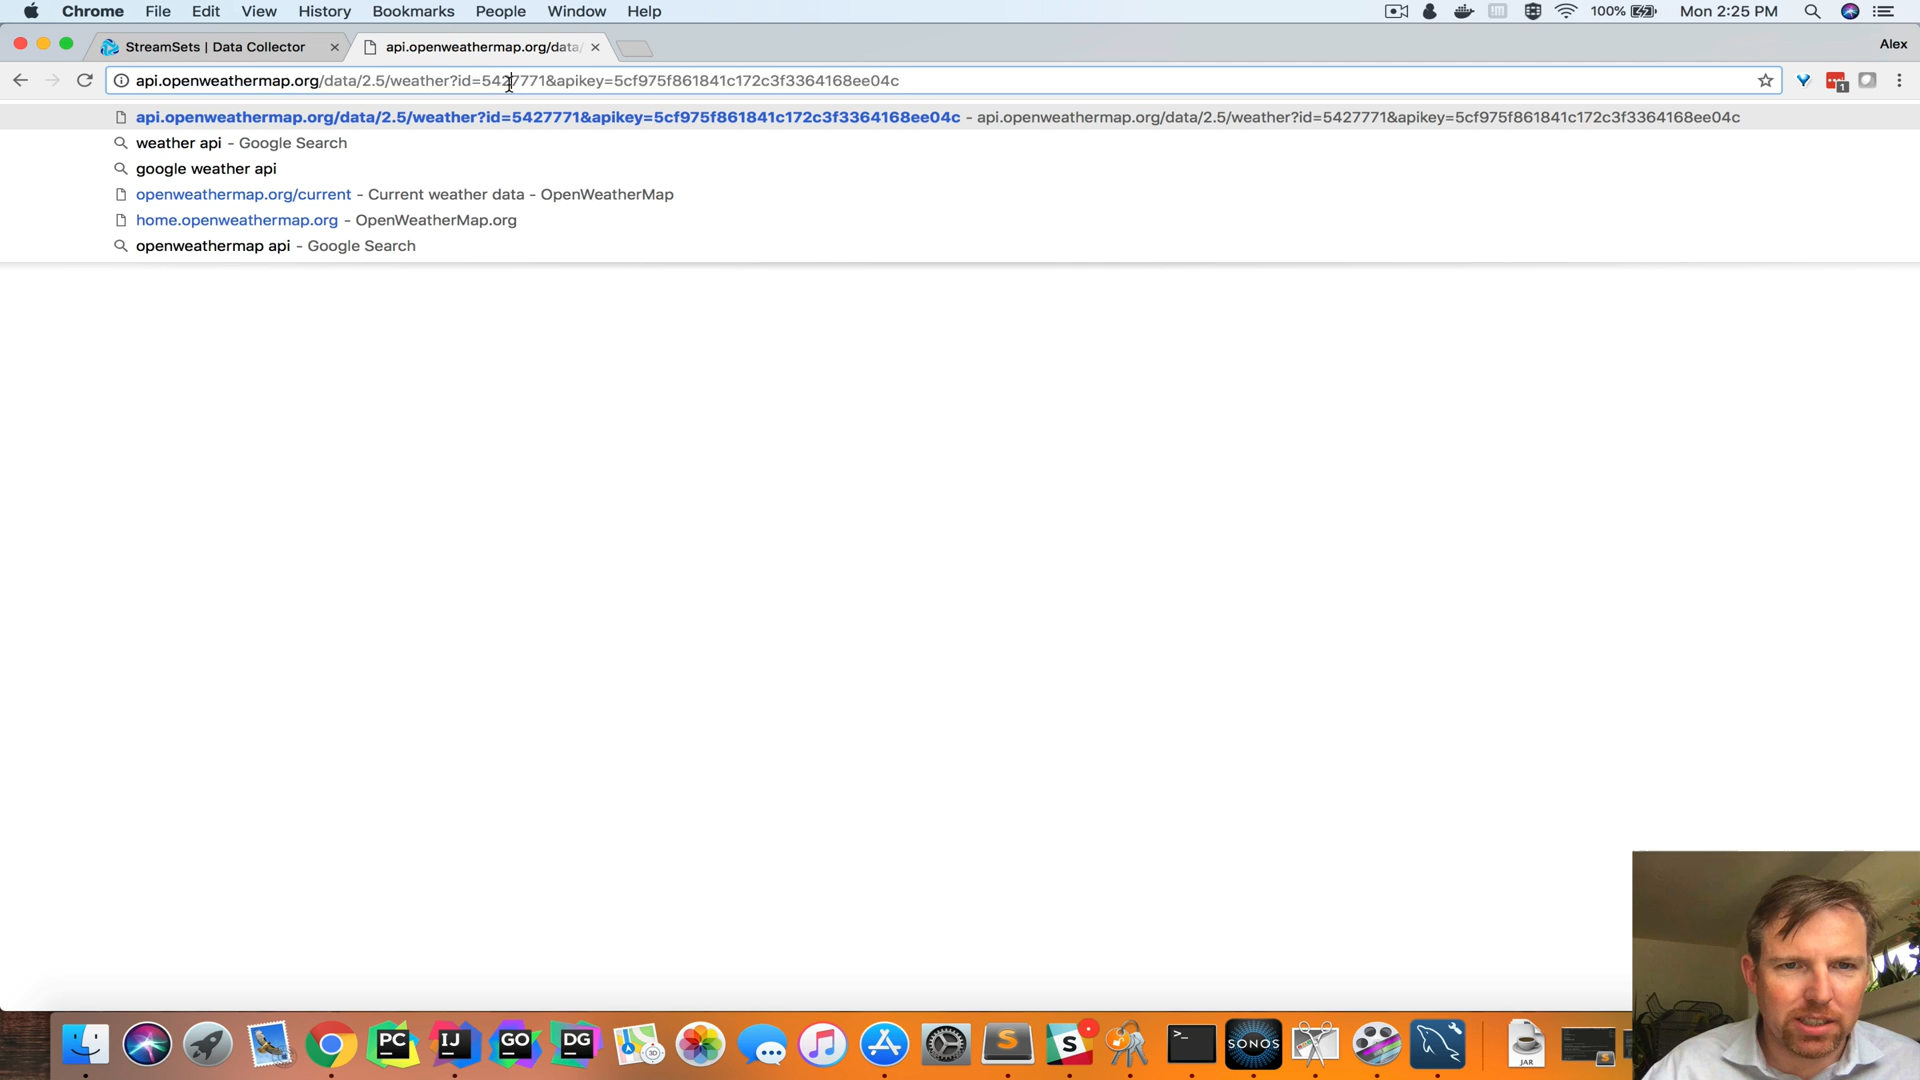 Chrome File Edit View History Bookmarks People Window Help 100% Mon 2:25 PM
StreamSets | Data Collector api.openweathermap.org/data/ Alex
api.openweathermap.org/data/2.5/weather?id=5427771&apikey=5cf975f861841c172c3f3364168ee04c
api.openweathermap.org/data/2.5/weather?id=5427771&apikey=5cf975f861841c172c3f3364168ee04c - api.openweathermap.org/data/2.5/weather?id=5427771&apikey=5cf975f861841c172c3f3364168ee04c
weather api - Google Search
google weather api
openweathermap.org/current - Current weather data - OpenWeatherMap
home.openweathermap.org - OpenWeatherMap.org
openweathermap api - Google Search
PC IJ GO DG 3D S S >_ SONOS JAR S